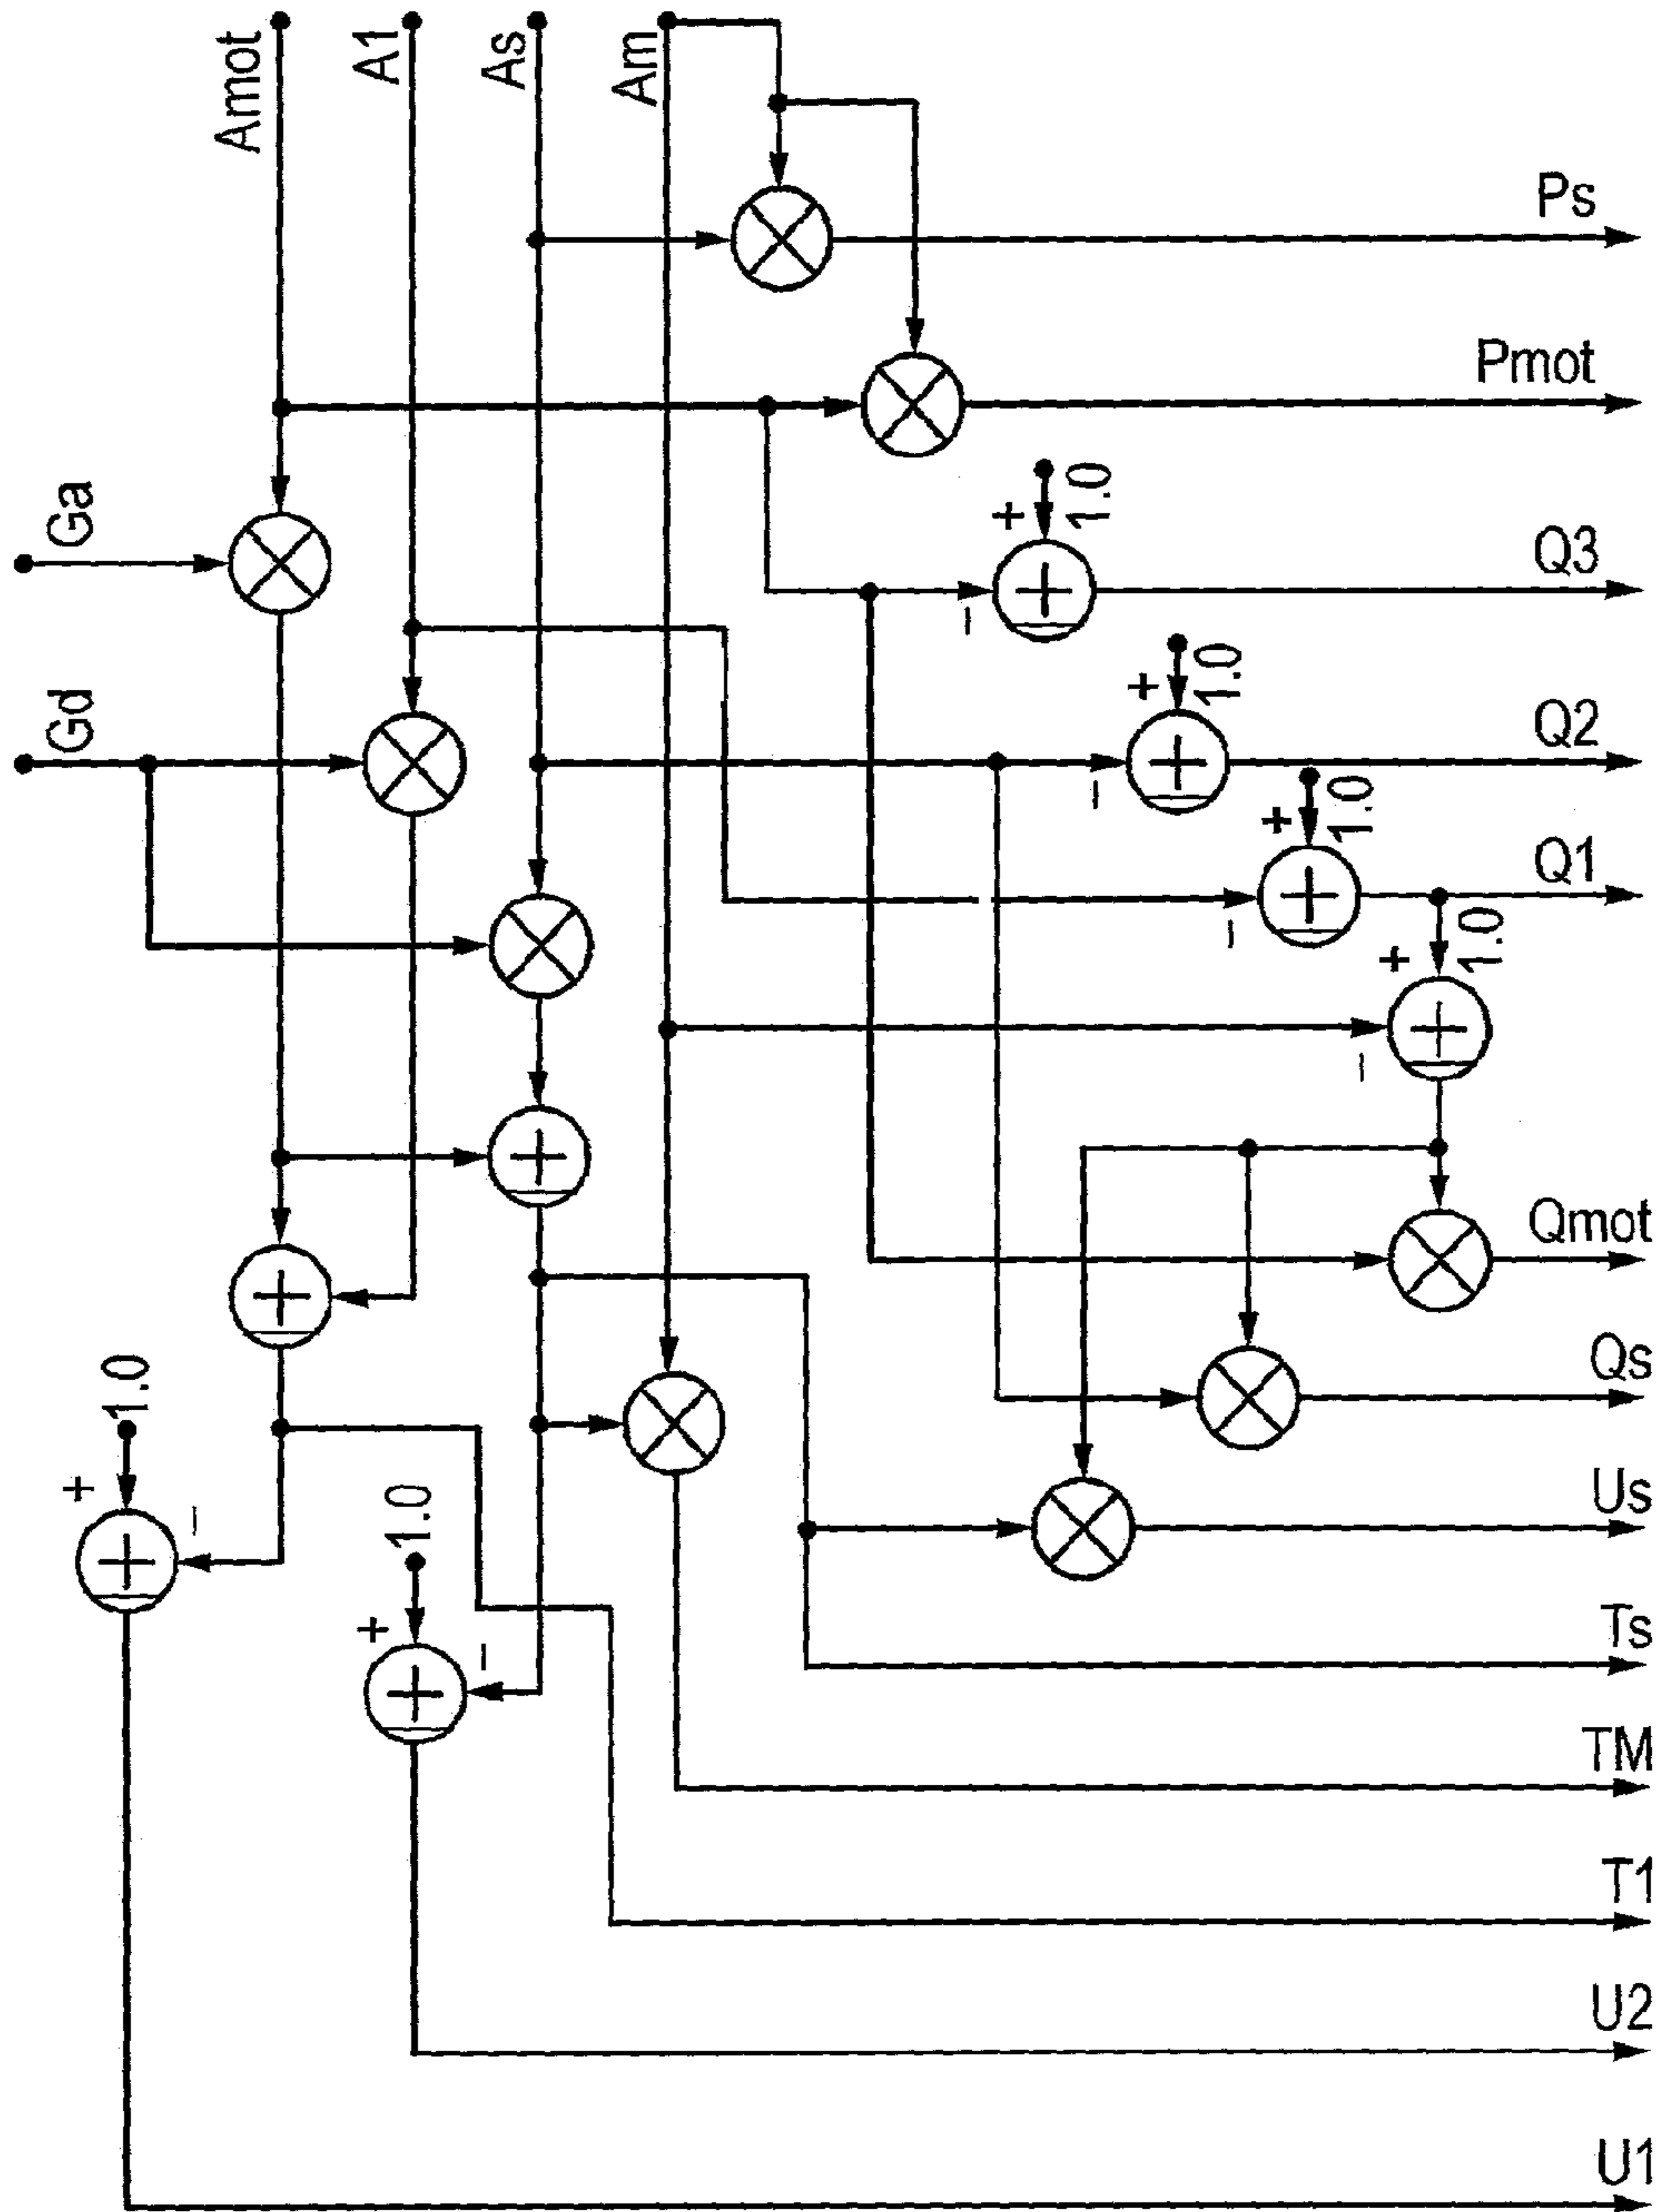 Amot
A1
As
Am
Ps
Pmot
Ga
1.0
+
−
Q3
Gd
1.0
+
−
Q2
1.0
+
−
Q1
1.0
+
−
Qmot
Qs
1.0
+
−
Us
1.0
+
−
Ts
TM
T1
U2
U1